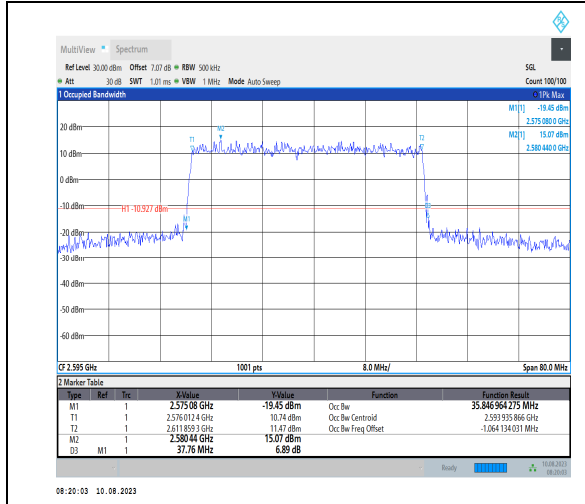 MultiView Spectrum
Ref Level 30.00 dBm Offset 7.07 dB RBW 500 kHz SGL
Att 30 dB SWT 1.01 ms VBW 1 MHz Mode Auto Sweep Count 100/100
1 Occupied Bandwidth 1Pk Max
M1[1] -19.45 dBm
2.575 080 0 GHz
M2[1] 15.07 dBm
2.580 440 0 GHz
20 dBm
T1
M2
T2
10 dBm
0 dBm
-10 dBm
H1 -10.927 dBm
M1
-20 dBm
-30 dBm
-40 dBm
-50 dBm
-60 dBm
CF 2.595 GHz 1001 pts 8.0 MHz/ Span 80.0 MHz
2 Marker Table
Type Ref Trc X-Value Y-Value Function Function Result
M1 1 2.57508 GHz -19.45 dBm Occ Bw 35.846 964 275 MHz
T1 1 2.576 012 4 GHz 10.74 dBm Occ Bw Centroid 2.593 935 866 GHz
T2 1 2.611 859 3 GHz 11.47 dBm Occ Bw Freq Offset -1.064 134 031 MHz
M2 1 2.58044 GHz 15.07 dBm
D3 M1 1 37.76 MHz 6.89 dB
Ready 10.08.2023
08:20:03
08:20:03 10.08.2023